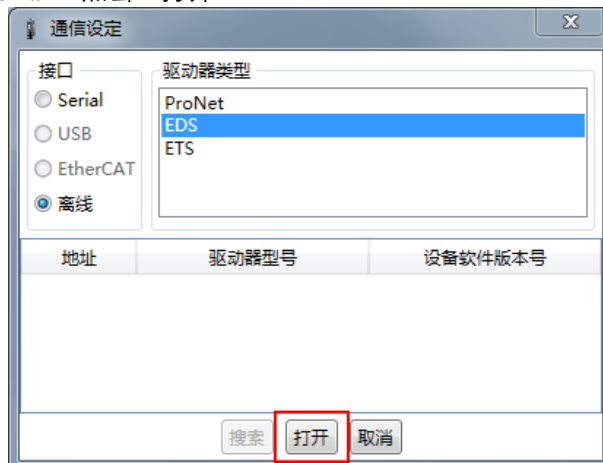 通信设定
接口
驱动器类型
Serial
USB
EtherCAT
离线
ProNet
EDS
ETS
地址 驱动器型号 设备软件版本号
搜索 打开 取消